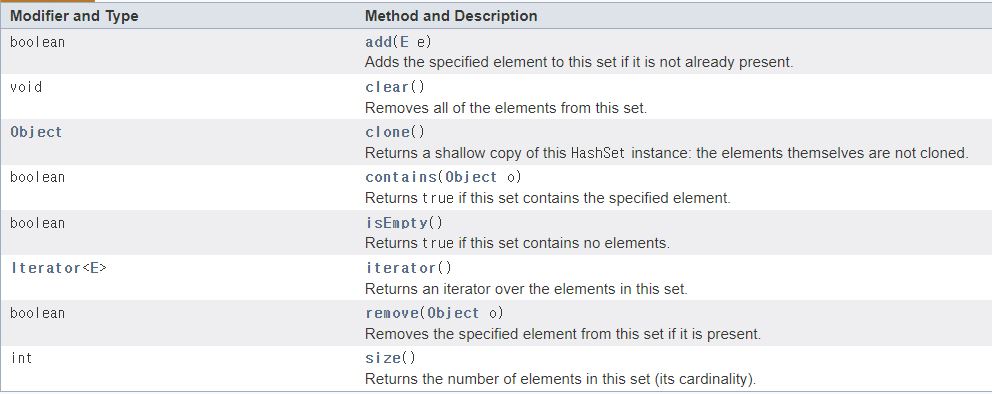 Modifier and Type Method and Description
boolean add(E e)
Adds the specified element to this set if it is not already present.
void clear()
Removes all of the elements from this set.
Object clone()
Returns a shallow copy of this HashSet instance: the elements themselves are not cloned.
boolean contains(Object o)
Returns true if this set contains the specified element.
boolean isEmpty()
Returns true if this set contains no elements.
Iterator<E> iterator()
Returns an iterator over the elements in this set.
boolean remove(Object o)
Removes the specified element from this set if it is present.
int size()
Returns the number of elements in this set (its cardinality).